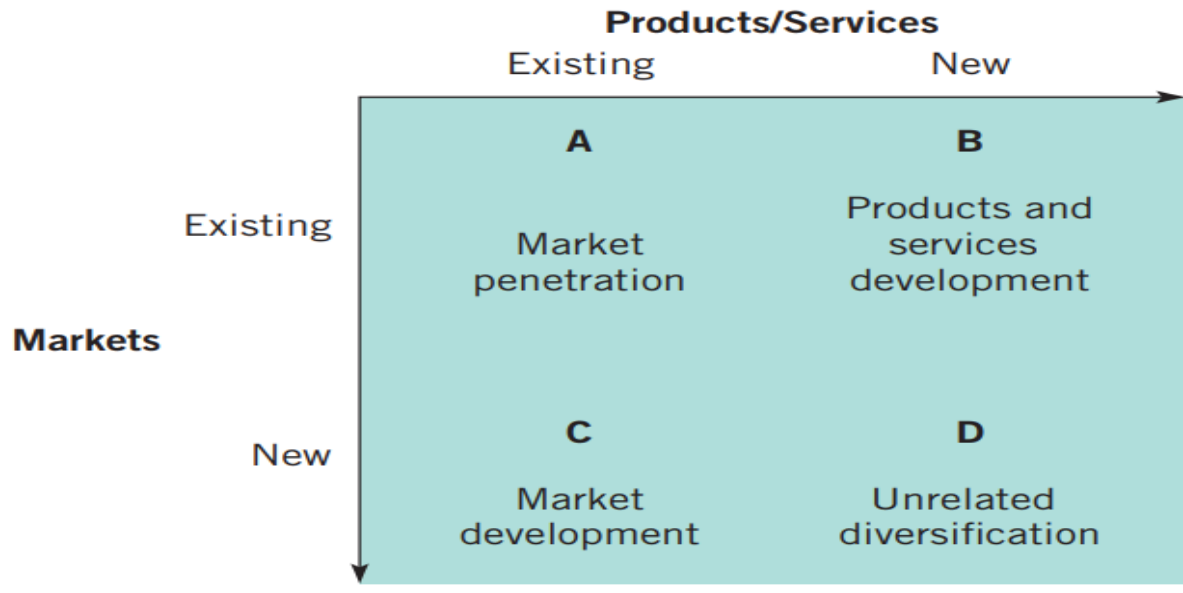 Products/Services
Existing New
A B
Existing
Market
penetration
Products and
services
development
Markets
New
C D
Market
development
Unrelated
diversification